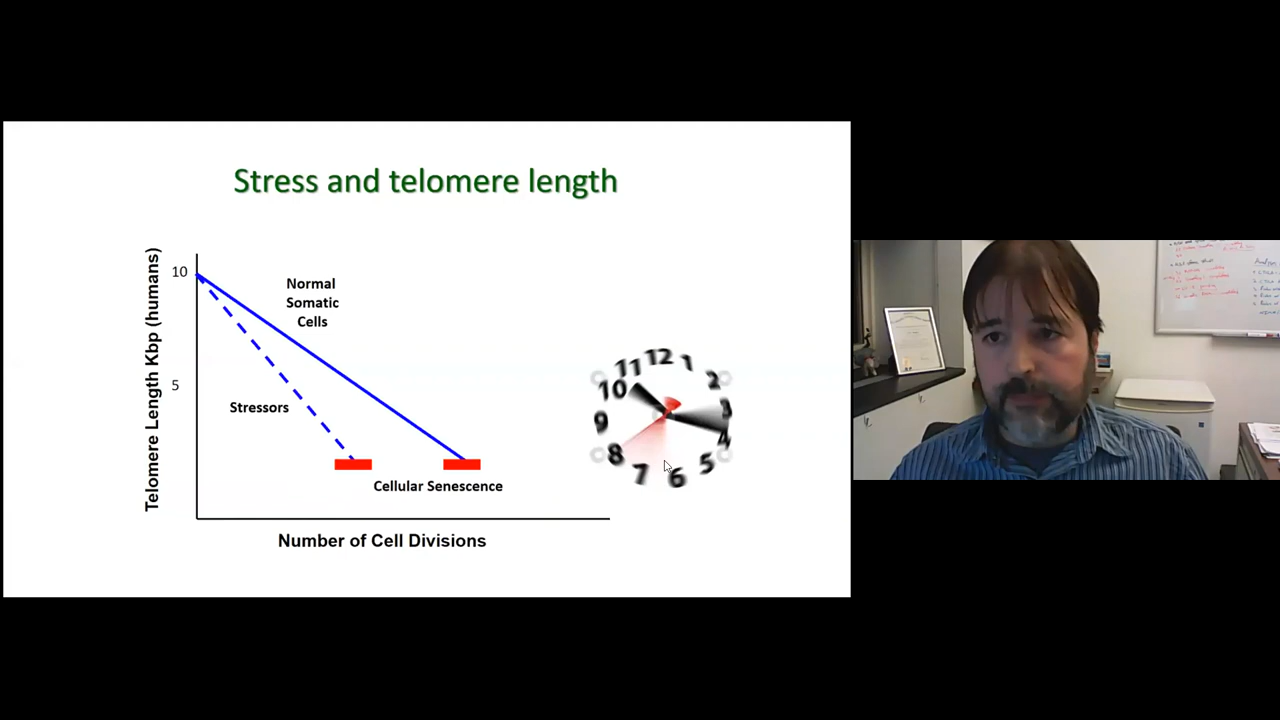 Stress and telomere length
Telomere Length Kbp (humans)
10
5
Normal
Somatic
Cells
Stressors
Cellular Senescence
Number of Cell Divisions
12
1
2
3
4
5
6
7
8
9
10
11